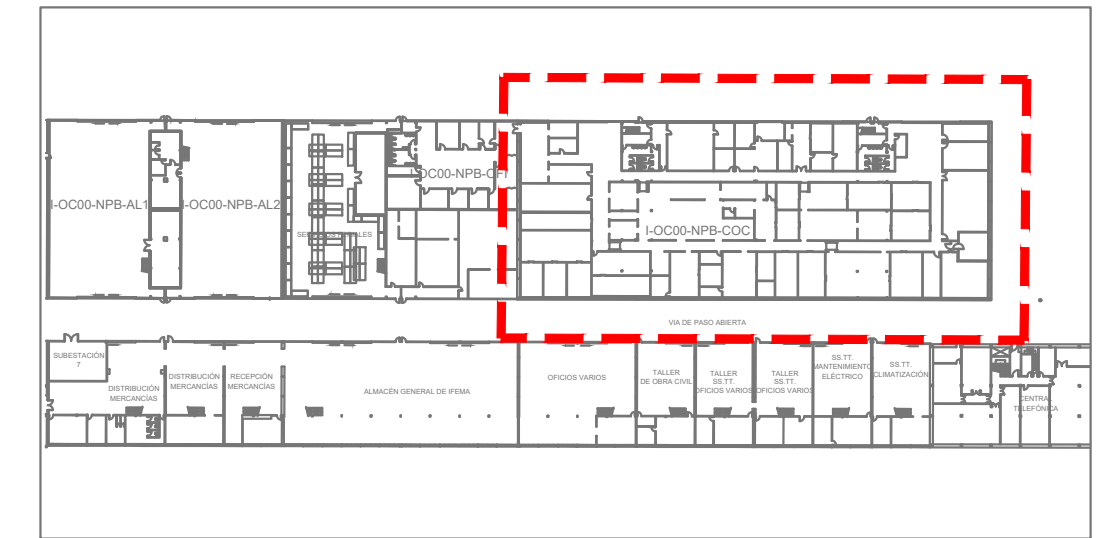 I-OC00-NPB-OFI
I-OC00-NPB-AL1
I-OC00-NPB-AL2
I-OC00-NPB-COC
VIA DE PASO ABIERTA
SUBESTACIÓN
7
DISTRIBUCIÓN
MERCANCÍAS
DISTRIBUCIÓN
MERCANCÍAS
RECEPCIÓN
MERCANCÍAS
ALMACÉN GENERAL DE IFEMA
OFICIOS VARIOS
TALLER
DE OBRA CIVIL
TALLER
SS.TT.
OFICIOS VARIOS
TALLER
SS.TT.
OFICIOS VARIOS
SS.TT.
MANTENIMIENTO
ELÉCTRICO
SS.TT.
CLIMATIZACIÓN
CENTRAL
TELEFÓNICA